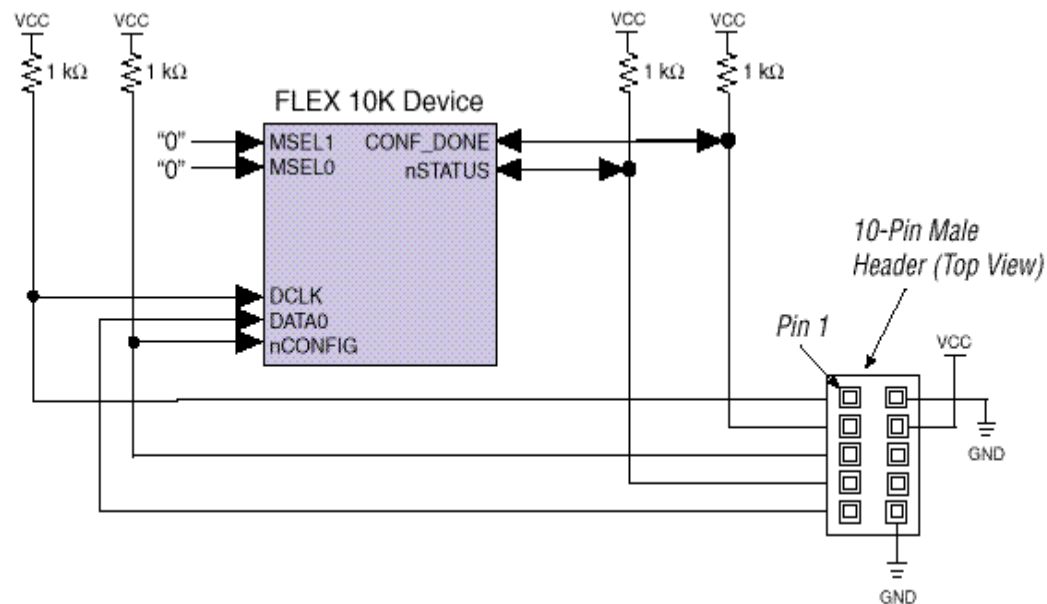 VCC
VCC
VCC
VCC
1 kΩ
1 kΩ
1 kΩ
1 kΩ
FLEX 10K Device
"0"
MSEL1
CONF_DONE
"0"
MSEL0
nSTATUS
10-Pin Male
Header (Top View)
DCLK
DATA0
nCONFIG
Pin 1
VCC
GND
GND